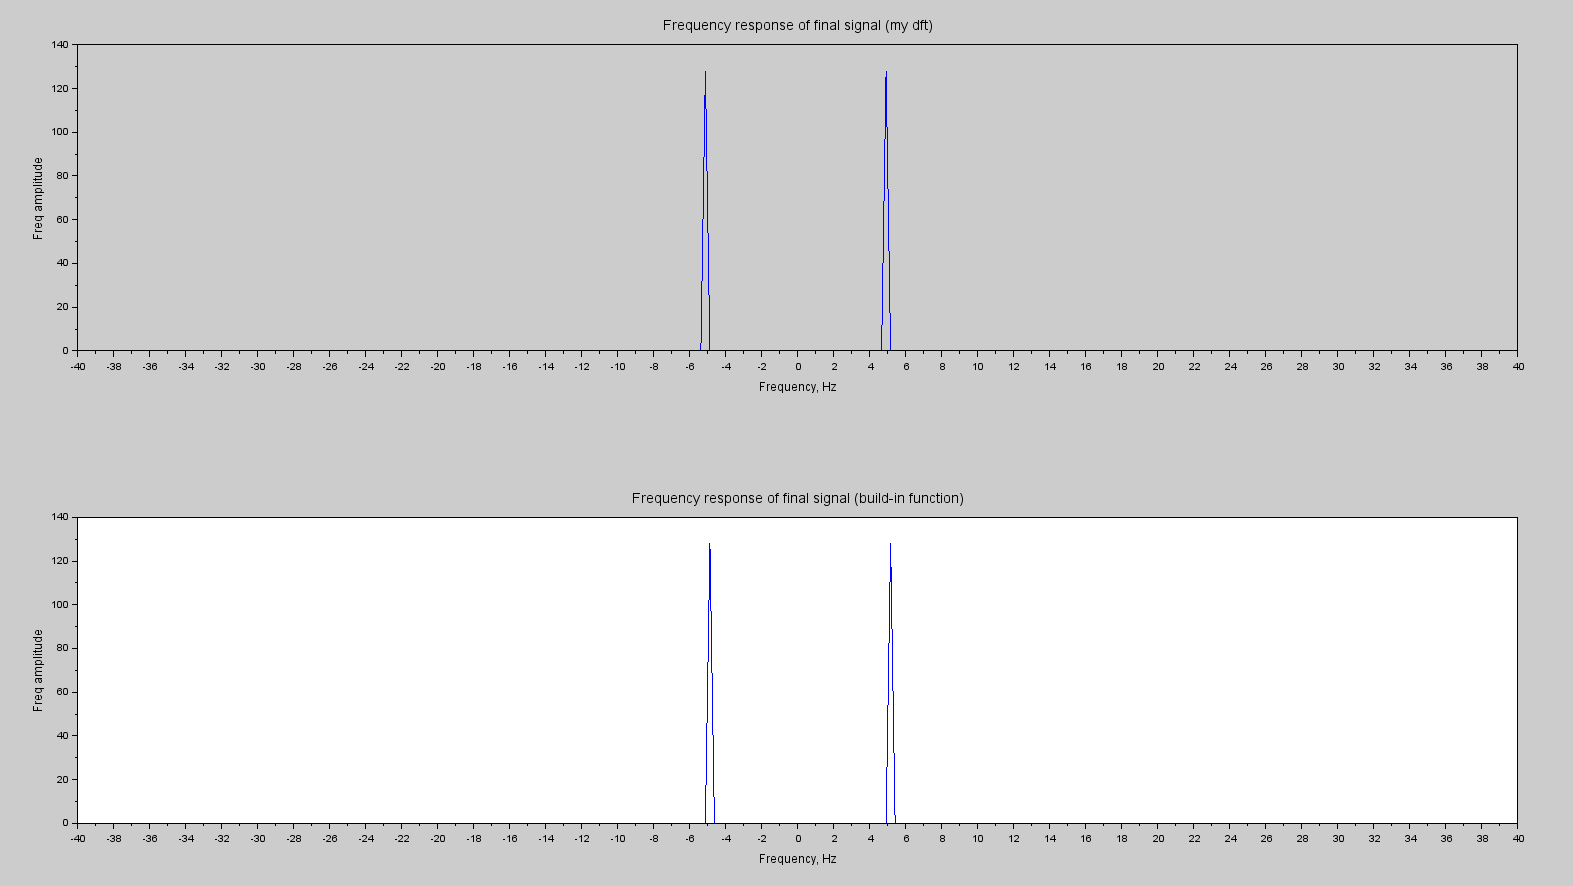 Frequency response of final signal (my dft)
140
120
100
80
60
40
20
0
Freq amplitude
-40 -38 -36 -34 -32 -30 -28 -26 -24 -22 -20 -18 -16 -14 -12 -10 -8 -6 -4 -2 0 2 4 6 8 10 12 14 16 18 20 22 24 26 28 30 32 34 36 38 40
Frequency, Hz
Frequency response of final signal (build-in function)
140
120
100
80
60
40
20
0
Freq amplitude
-40 -38 -36 -34 -32 -30 -28 -26 -24 -22 -20 -18 -16 -14 -12 -10 -8 -6 -4 -2 0 2 4 6 8 10 12 14 16 18 20 22 24 26 28 30 32 34 36 38 40
Frequency, Hz